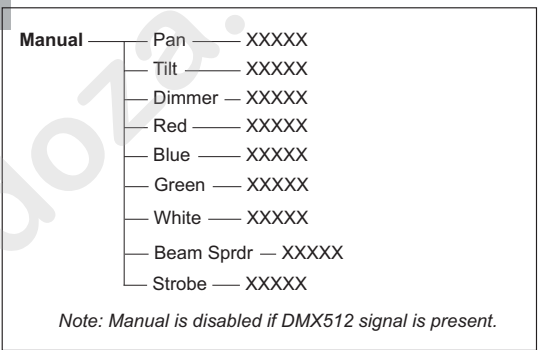 Manual Pan XXXXX
Tilt XXXXX
Dimmer XXXXX
Red XXXXX
Blue XXXXX
Green XXXXX
White XXXXX
Beam Sprdr XXXXX
Strobe XXXXX
Note: Manual is disabled if DMX512 signal is present.
doza.